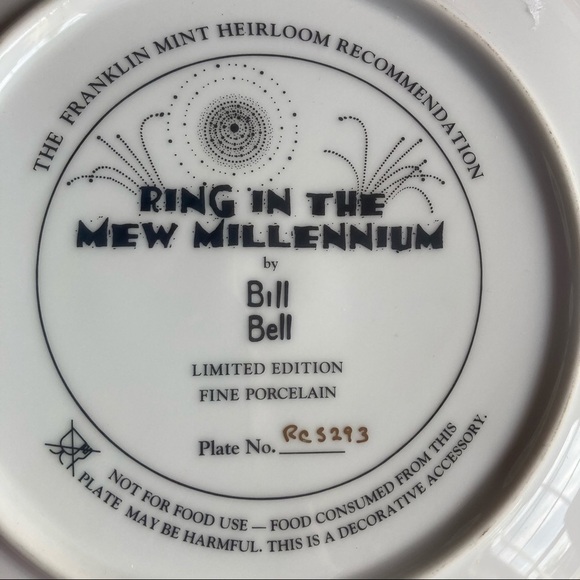 THE FRANKLIN MINT HEIRLOOM RECOMMENDATION
RING IN THE
MEW MILLENNIUM
by
Bill
Bell
LIMITED EDITION
FINE PORCELAIN
Plate No. RC5293
NOT FOR FOOD USE — FOOD CONSUMED FROM THIS
PLATE MAY BE HARMFUL. THIS IS A DECORATIVE ACCESSORY.